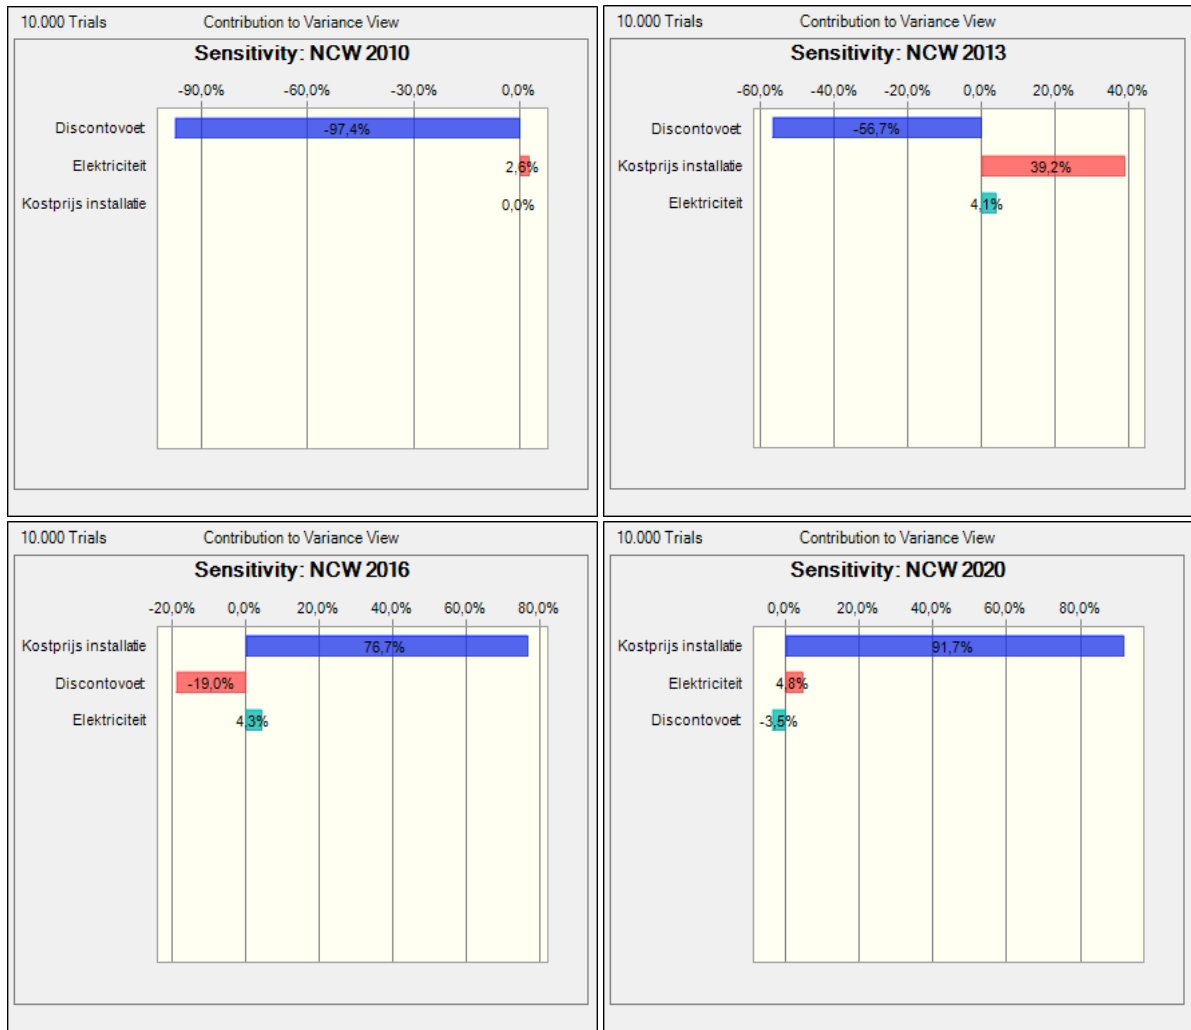 10.000 Trials Contribution to Variance View
Sensitivity: NCW 2010
-90,0% -60,0% -30,0% 0,0%
Discontovoet -97,4%
Elektriciteit 2,6%
Kostprijs installatie 0,0%
10.000 Trials Contribution to Variance View
Sensitivity: NCW 2013
-60,0% -40,0% -20,0% 0,0% 20,0% 40,0%
Discontovoet -56,7%
Kostprijs installatie 39,2%
Elektriciteit 4,1%
10.000 Trials Contribution to Variance View
Sensitivity: NCW 2016
-20,0% 0,0% 20,0% 40,0% 60,0% 80,0%
Kostprijs installatie 76,7%
Discontovoet -19,0%
Elektriciteit 4,3%
10.000 Trials Contribution to Variance View
Sensitivity: NCW 2020
0,0% 20,0% 40,0% 60,0% 80,0%
Kostprijs installatie 91,7%
Elektriciteit 4,8%
Discontovoet -3,5%